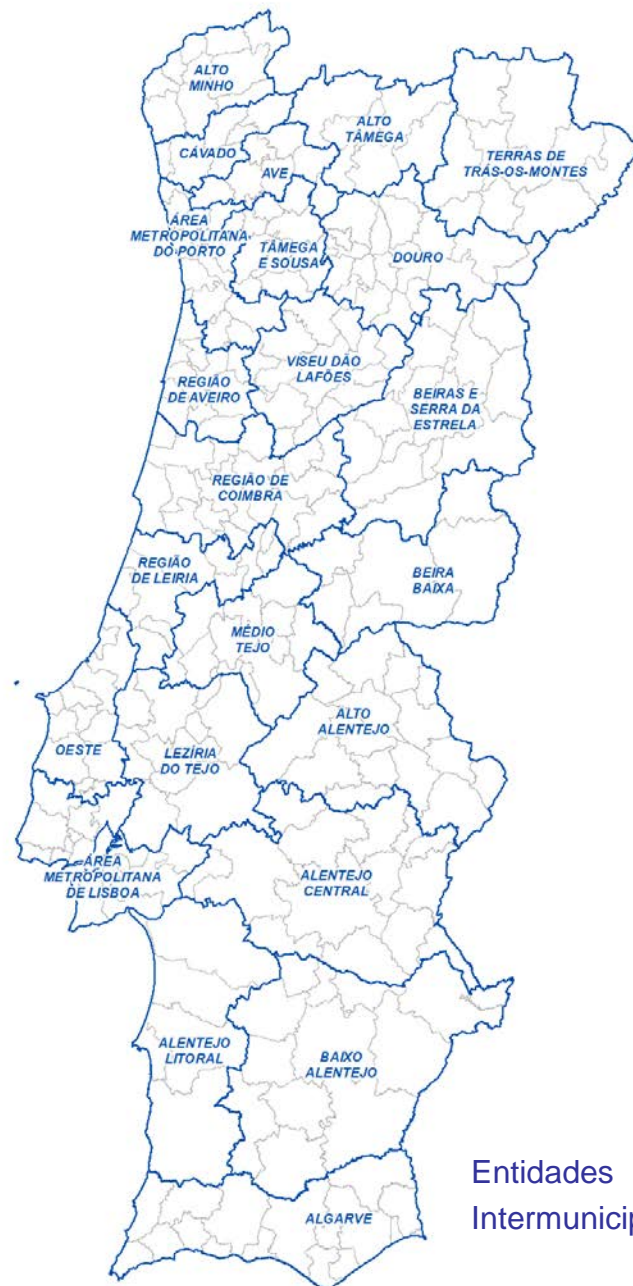 ALTO
MINHO
ALTO
TÂMEGA
TERRAS DE
TRÁS-OS-MONTES
CÁVADO
AVE
ÁREA
METROPOLITANA
DO PORTO
TÂMEGA
E SOUSA
DOURO
VISEU DÃO
LAFÕES
REGIÃO
DE AVEIRO
BEIRAS E
SERRA DA
ESTRELA
REGIÃO DE
COIMBRA
REGIÃO
DE LEIRIA
BEIRA
BAIXA
MÉDIO
TEJO
ALTO
ALENTEJO
OESTE
LEZÍRIA
DO TEJO
ÁREA
METROPOLITANA
DE LISBOA
ALENTEJO
CENTRAL
ALENTEJO
LITORAL
BAIXO
ALENTEJO
ALGARVE
Entidades
Intermunicip